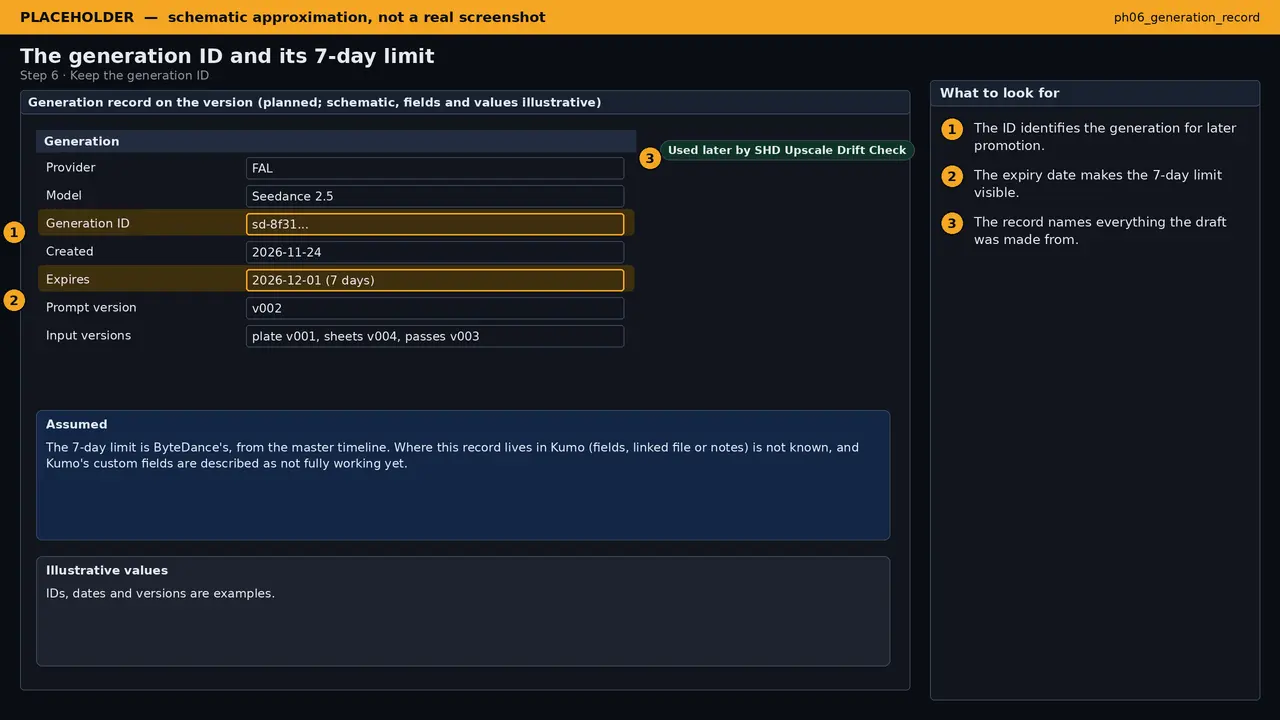 PLACEHOLDER — schematic approximation, not a real screenshot
ph06_generation_record
The generation ID and its 7-day limit
Step 6 · Keep the generation ID
Generation record on the version (planned; schematic, fields and values illustrative)
Generation
Provider
FAL
Model
Seedance 2.5
1
Generation ID
sd-8f31...
Created
2026-11-24
2
Expires
2026-12-01 (7 days)
Prompt version
v002
Input versions
plate v001, sheets v004, passes v003
3
Used later by SHD Upscale Drift Check
Assumed
The 7-day limit is ByteDance's, from the master timeline. Where this record lives in Kumo (fields, linked file or notes) is not known, and
Kumo's custom fields are described as not fully working yet.
Illustrative values
IDs, dates and versions are examples.
What to look for
1
The ID identifies the generation for later
promotion.
2
The expiry date makes the 7-day limit
visible.
3
The record names everything the draft
was made from.